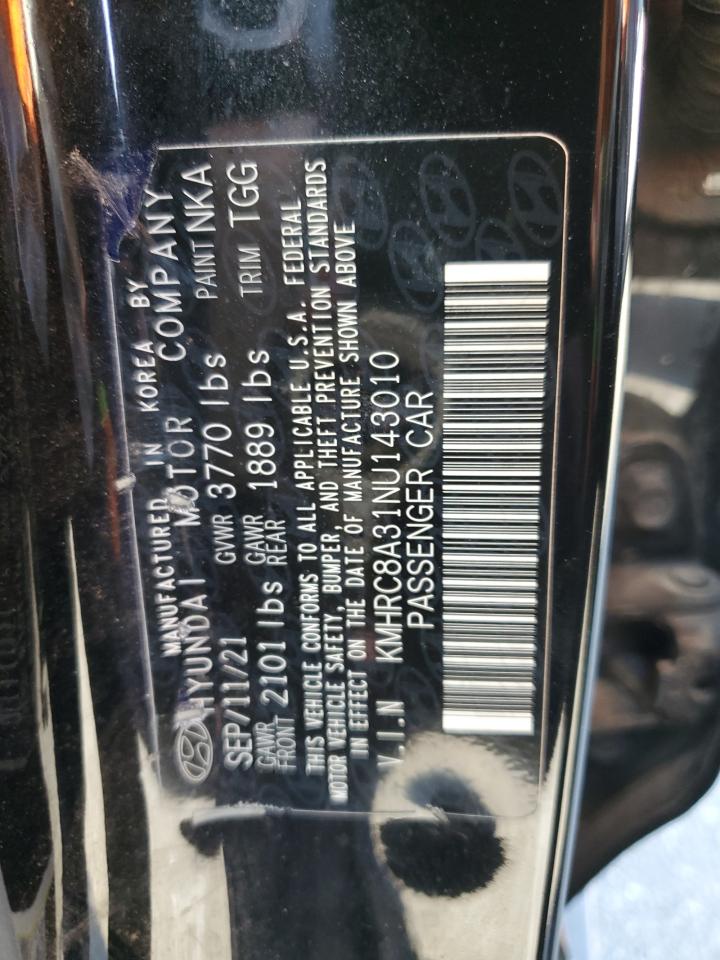 MANUFACTURED IN KOREA BY
HYUNDAI MOTOR COMPANY
SEP/11/21 GVWR 3770 lbs PAINT NKA
GAWR FRONT 2101 lbs GAWR REAR 1889 lbs TRIM TGG
THIS VEHICLE CONFORMS TO ALL APPLICABLE U.S.A. FEDERAL
MOTOR VEHICLE SAFETY, BUMPER, AND THEFT PREVENTION STANDARDS
IN EFFECT ON THE DATE OF MANUFACTURE SHOWN ABOVE
V.I.N KMHRC8A31NU143010
PASSENGER CAR